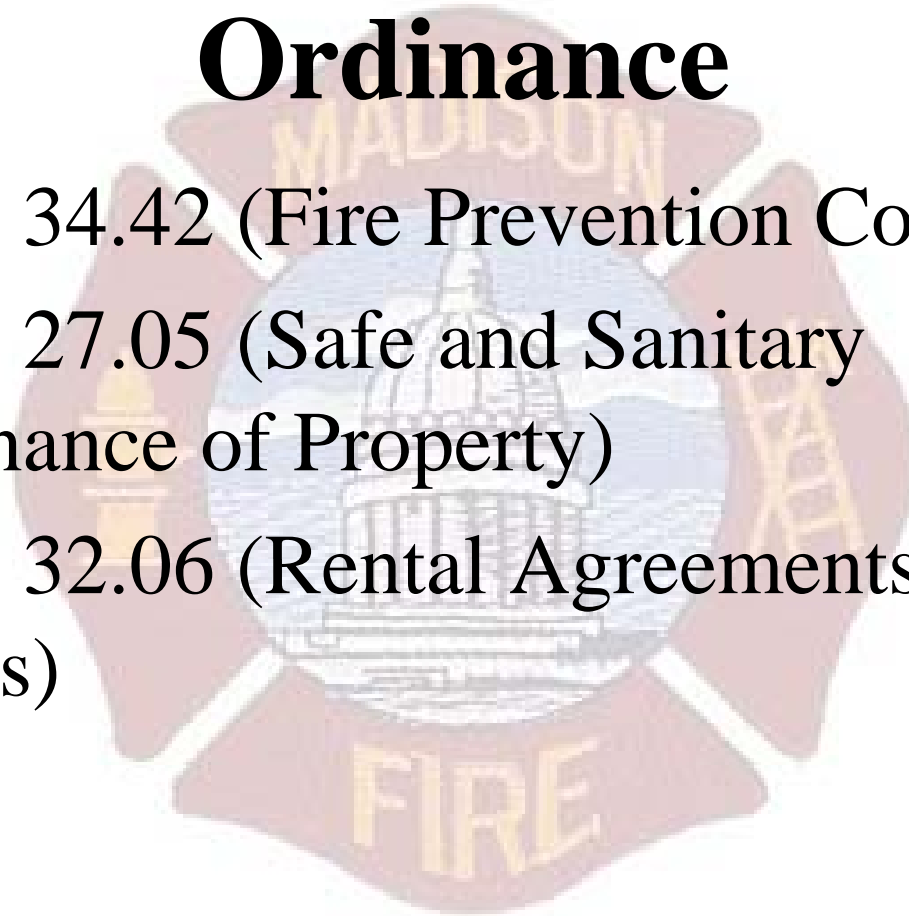 Ordinance
MADISON
34.42 (Fire Prevention Co
27.05 (Safe and Sanitary
nance of Property)
32.06 (Rental Agreements
s)
FIRE